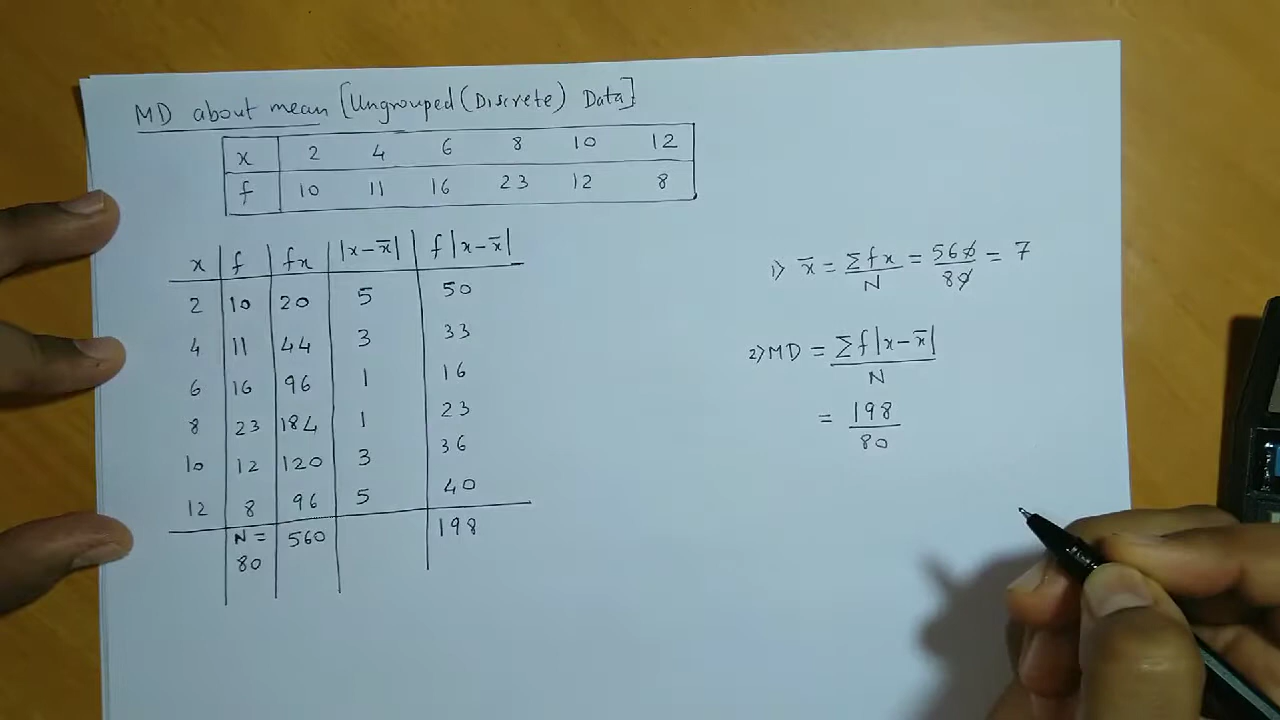 MD about mean [Ungrouped (Discrete) Data]
x 2 4 6 8 10 12
f 10 11 16 23 12 8
x f fx |x-x̄| f|x-x̄|
2 10 20 5 50
4 11 44 3 33
6 16 96 1 16
8 23 184 1 23
10 12 120 3 36
12 8 96 5 40
N = 80 560 198
1) x̄ = Σfx / N = 560 / 80 = 7
2) MD = Σf|x-x̄| / N
= 198 / 80